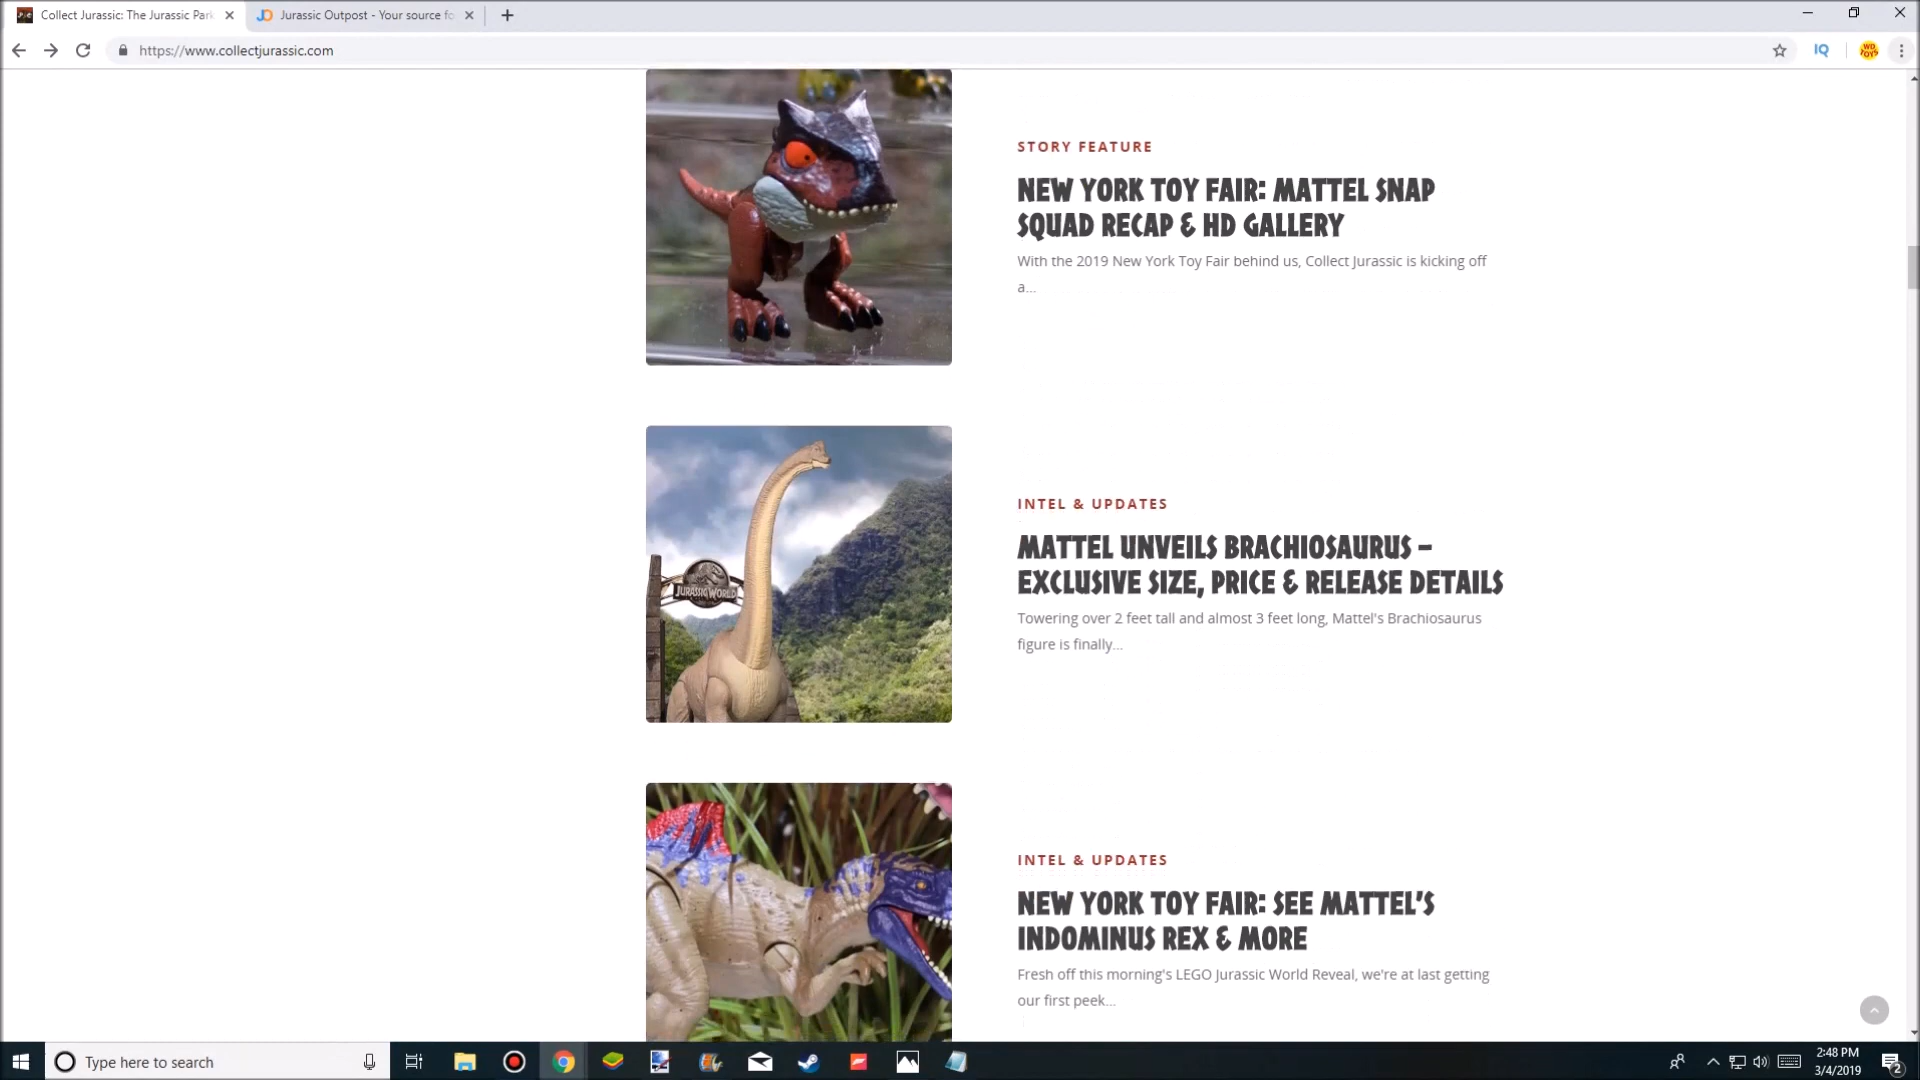 Collect Jurassic: The Jurassic Park
Jurassic Outpost - Your source fo
https://www.collectjurassic.com
IQ
WD TOYS
STORY FEATURE
NEW YORK TOY FAIR: MATTEL SNAP
SQUAD RECAP & HD GALLERY
With the 2019 New York Toy Fair behind us, Collect Jurassic is kicking off
a...
JURASSIC WORLD
INTEL & UPDATES
MATTEL UNVEILS BRACHIOSAURUS –
EXCLUSIVE SIZE, PRICE & RELEASE DETAILS
Towering over 2 feet tall and almost 3 feet long, Mattel's Brachiosaurus
figure is finally...
INTEL & UPDATES
NEW YORK TOY FAIR: SEE MATTEL'S
INDOMINUS REX & MORE
Fresh off this morning's LEGO Jurassic World Reveal, we're at last getting
our first peek...
Type here to search
2:48 PM
3/4/2019
2